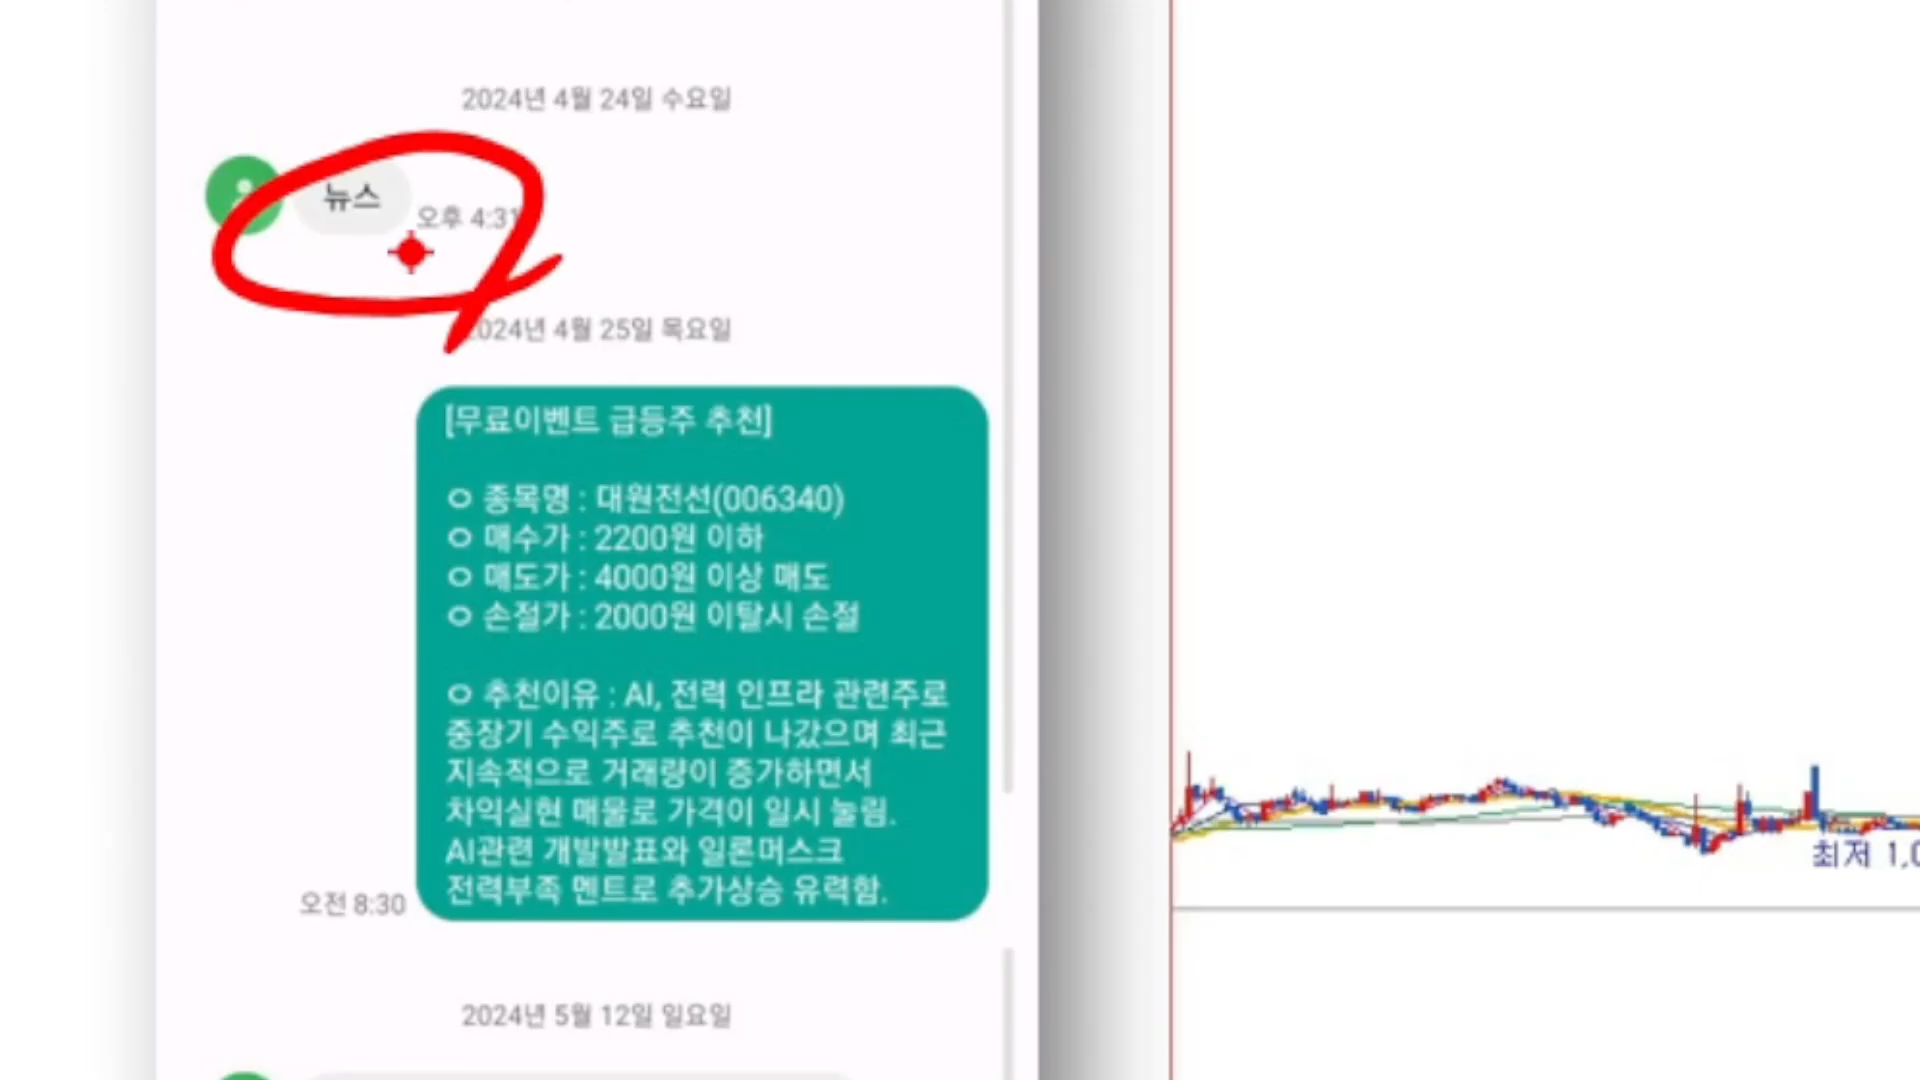 2024년 4월 24일 수요일
뉴스
오후 4:31
2024년 4월 25일 목요일
[무료이벤트 급등주 추천]
ㅇ 종목명 : 대원전선(006340)
ㅇ 매수가 : 2200원 이하
ㅇ 매도가 : 4000원 이상 매도
ㅇ 손절가 : 2000원 이탈시 손절
ㅇ 추천이유 : AI, 전력 인프라 관련주로
중장기 수익주로 추천이 나갔으며 최근
지속적으로 거래량이 증가하면서
차익실현 매물로 가격이 일시 눌림.
AI관련 개발발표와 일론머스크
전력부족 멘트로 추가상승 유력함.
오전 8:30
2024년 5월 12일 일요일
최저